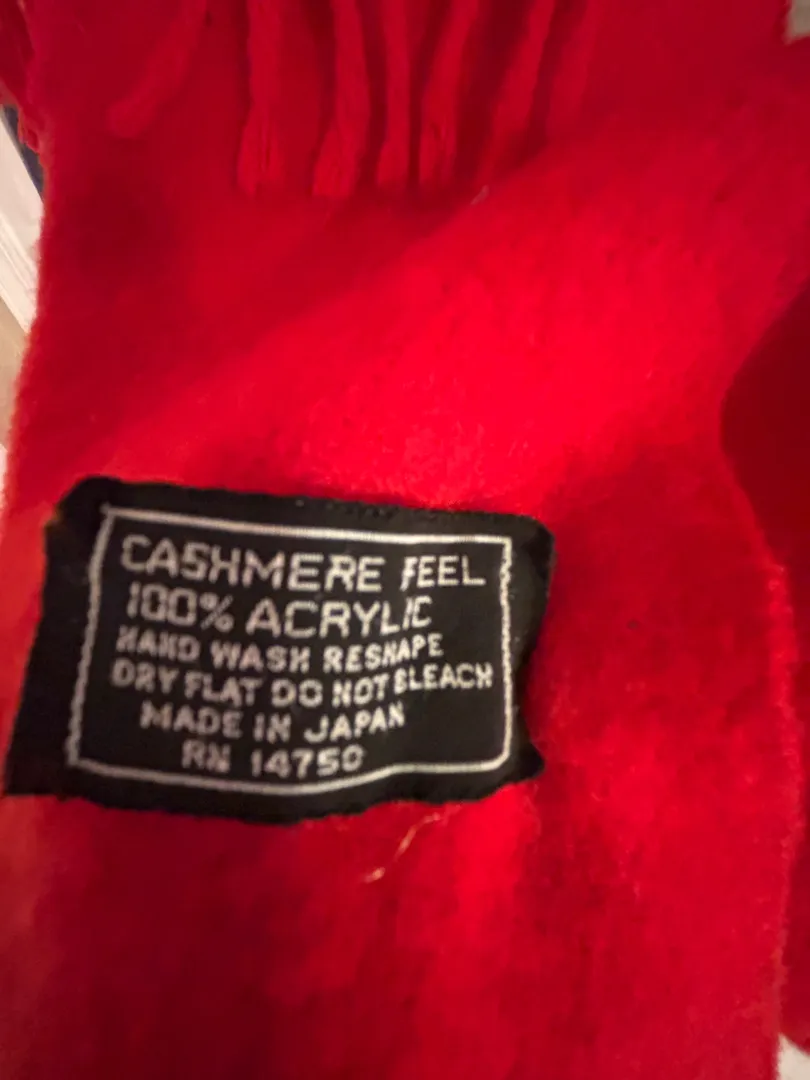 CASHMERE FEEL
100% ACRYLIC
HAND WASH RESHAPE
DRY FLAT DO NOT BLEACH
MADE IN JAPAN
RN 14750